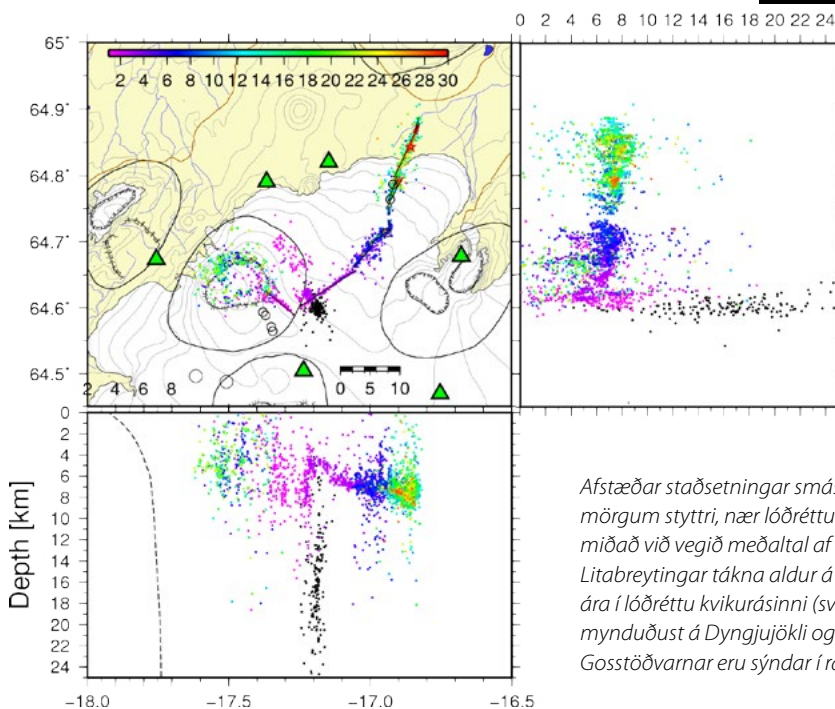 0 2 4 6 8 10 12 14 16 18 20 22 24
65˚
2 4 6 8 10 12 14 16 18 20 22 24 26 28 30
64.9˚
64.8˚
64.7˚
64.6˚
64.5˚
2 4 6 8
0 5 10
0
2
4
6
8
10
12
14
16
18
20
22
24
Depth [km]
-18.0 -17.5 -17.0 -16.5
Afstæðar staðsetningar
mörgum styttri, nær lóðréttu
miðað við vegið meðaltal af
Litabreytingar tákna aldur á
ára í lóðréttu kvikurásinni
mynduðust á Dyngjujökli og
Gosstöðvarnar eru sýndar í